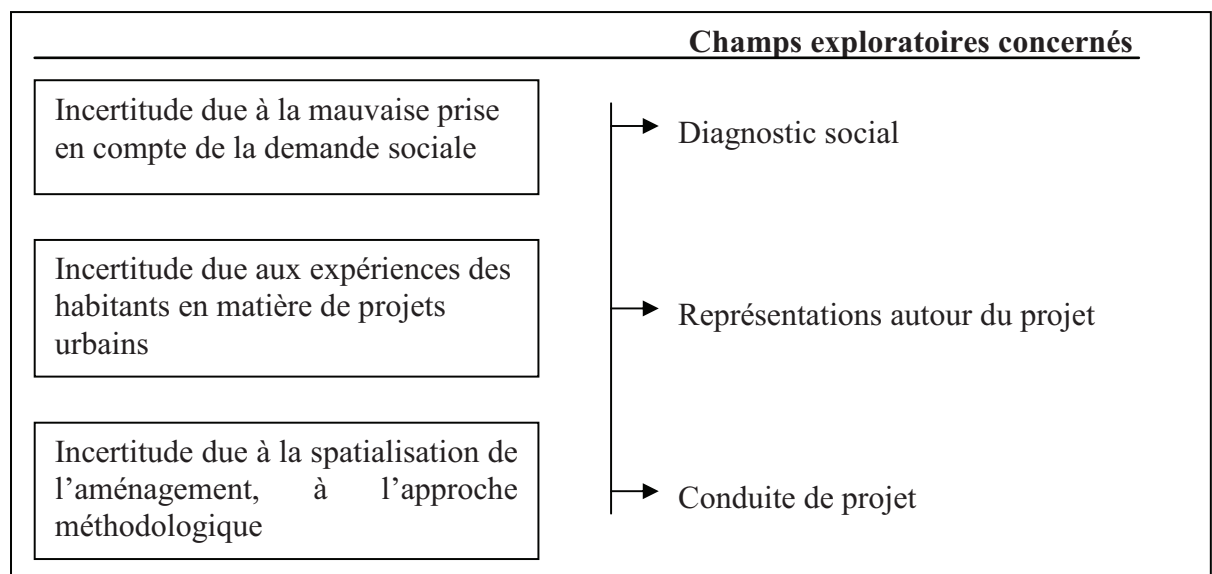 Champs exploratoires concernés
Incertitude due à la mauvaise prise
en compte de la demande sociale
Diagnostic social
Incertitude due aux expériences des
habitants en matière de projets
urbains
Représentations autour du projet
Incertitude due à la spatialisation de
l’aménagement, à l’approche
méthodologique
Conduite de projet